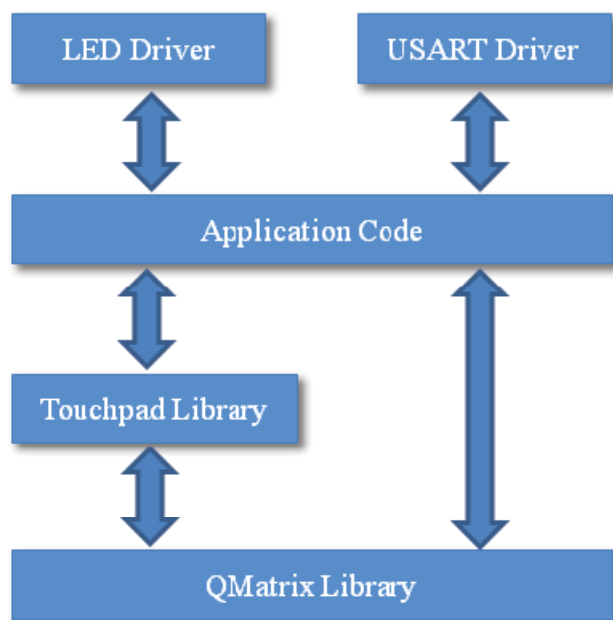 LED Driver
USART Driver
Application Code
Touchpad Library
QMatrix Library